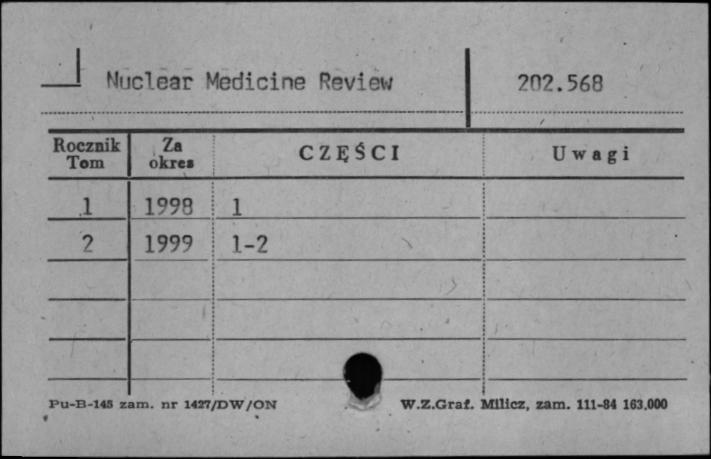 Nuclear Medicine Review 202.568
Rocznik Tom Za okres CZĘŚCI Uwagi
1 1998 1
2 1999 1-2
Pu-B-145 zam. nr 1427/DW/ON W.Z.Graf. Milicz, zam. 111-84 163.000